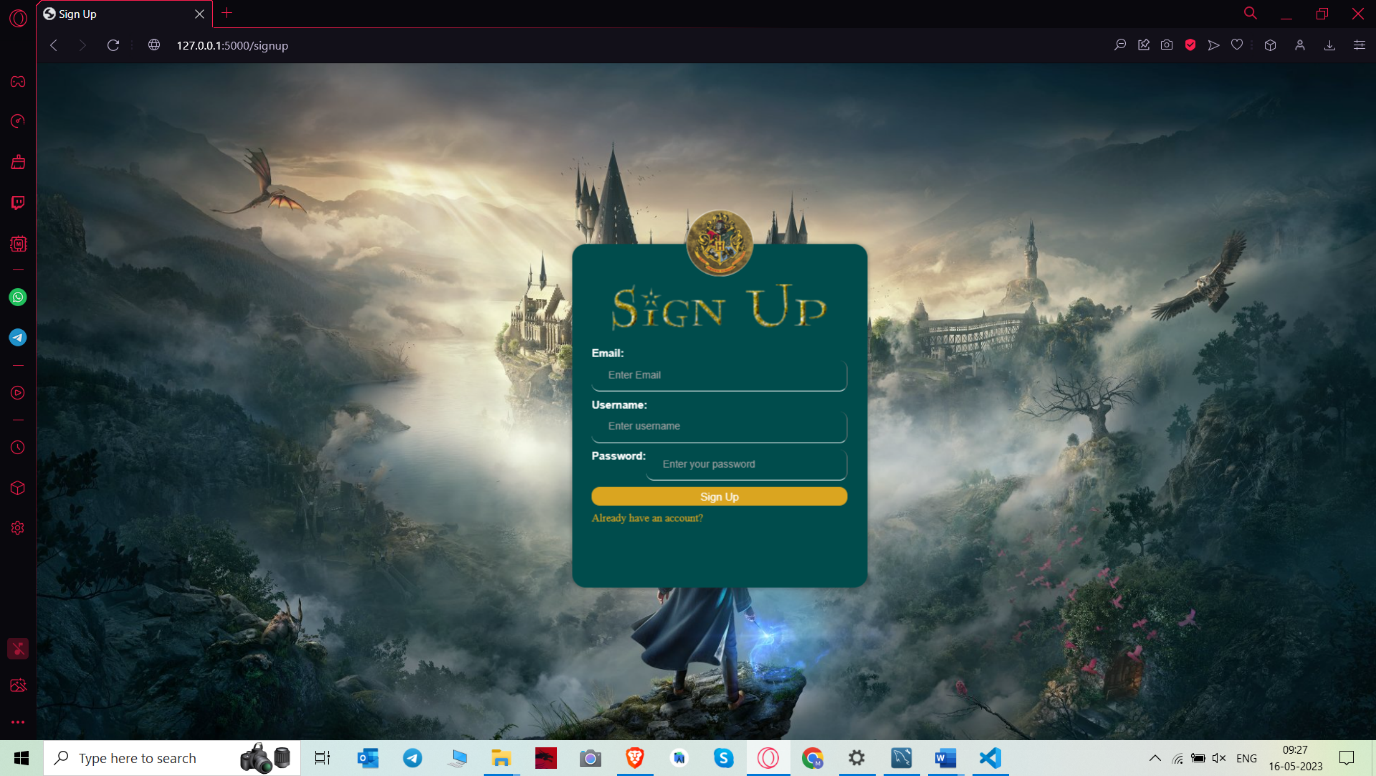 Sign Up
127.0.0.1:5000/signup
Sign Up
Email:
Enter Email
Username:
Enter username
Password:
Enter your password
Sign Up
Already have an account?
Type here to search
ENG
09:27
16-05-2023